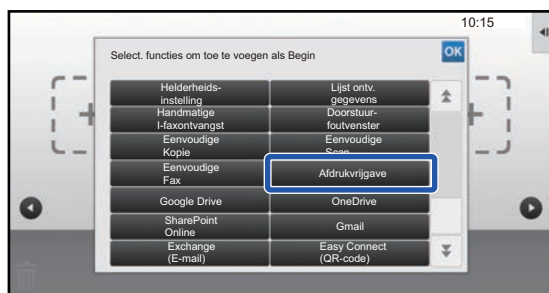 10:15
Select. functies om toe te voegen als Begin
OK
Helderheids-
instelling
Lijst ontv.
gegevens
Handmatige
I-faxontvangst
Doorstuur-
foutvenster
Eenvoudige
Kopie
Eenvoudige
Scan
Eenvoudige
Fax
Afdrukvrijgave
Google Drive
OneDrive
SharePoint
Online
Gmail
Exchange
(E-mail)
Easy Connect
(QR-code)